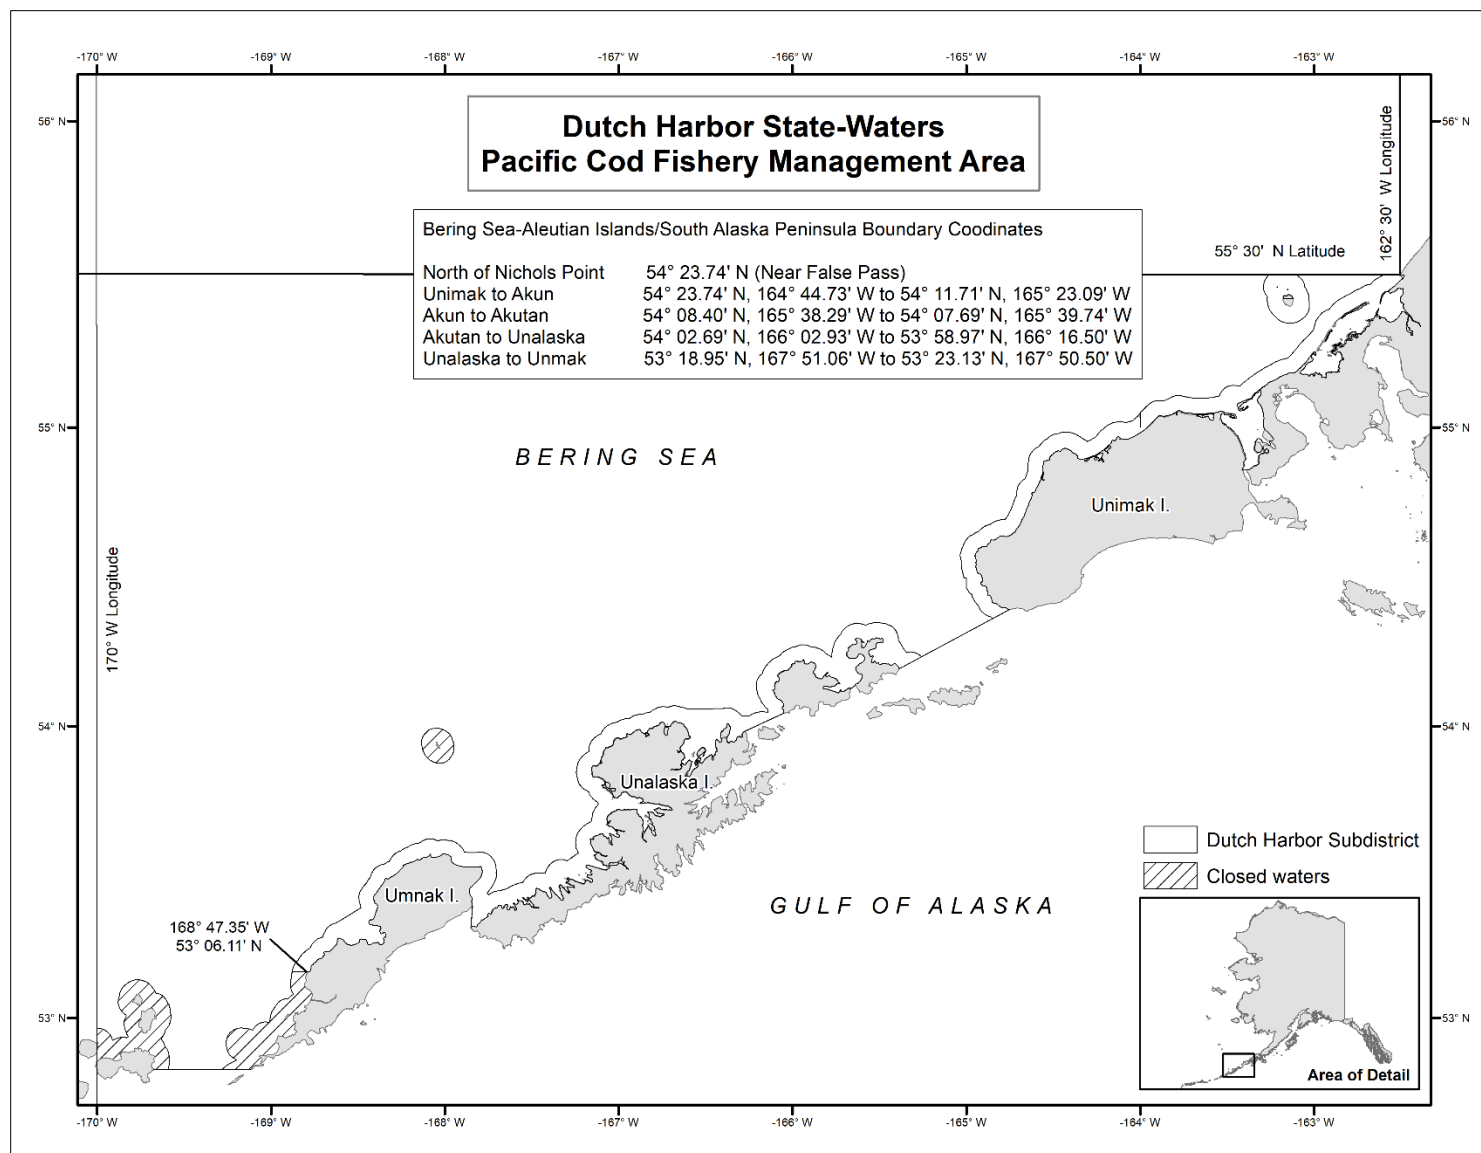 -170° W -169° W -168° W -167° W -166° W -165° W -164° W -163° W
56° N 56° N
Dutch Harbor State-Waters
Pacific Cod Fishery Management Area
162° 30' W Longitude
Bering Sea-Aleutian Islands/South Alaska Peninsula Boundary Coodinates
North of Nichols Point 54° 23.74' N (Near False Pass)
Unimak to Akun 54° 23.74' N, 164° 44.73' W to 54° 11.71' N, 165° 23.09' W
Akun to Akutan 54° 08.40' N, 165° 38.29' W to 54° 07.69' N, 165° 39.74' W
Akutan to Unalaska 54° 02.69' N, 166° 02.93' W to 53° 58.97' N, 166° 16.50' W
Unalaska to Unmak 53° 18.95' N, 167° 51.06' W to 53° 23.13' N, 167° 50.50' W
55° 30' N Latitude
55° N 55° N
BERING SEA
Unimak I.
170° W Longitude
54° N 54° N
Unalaska I.
Umnak I.
GULF OF ALASKA
168° 47.35' W
53° 06.11' N
Dutch Harbor Subdistrict
Closed waters
53° N 53° N
Area of Detail
-170° W -169° W -168° W -167° W -166° W -165° W -164° W -163° W